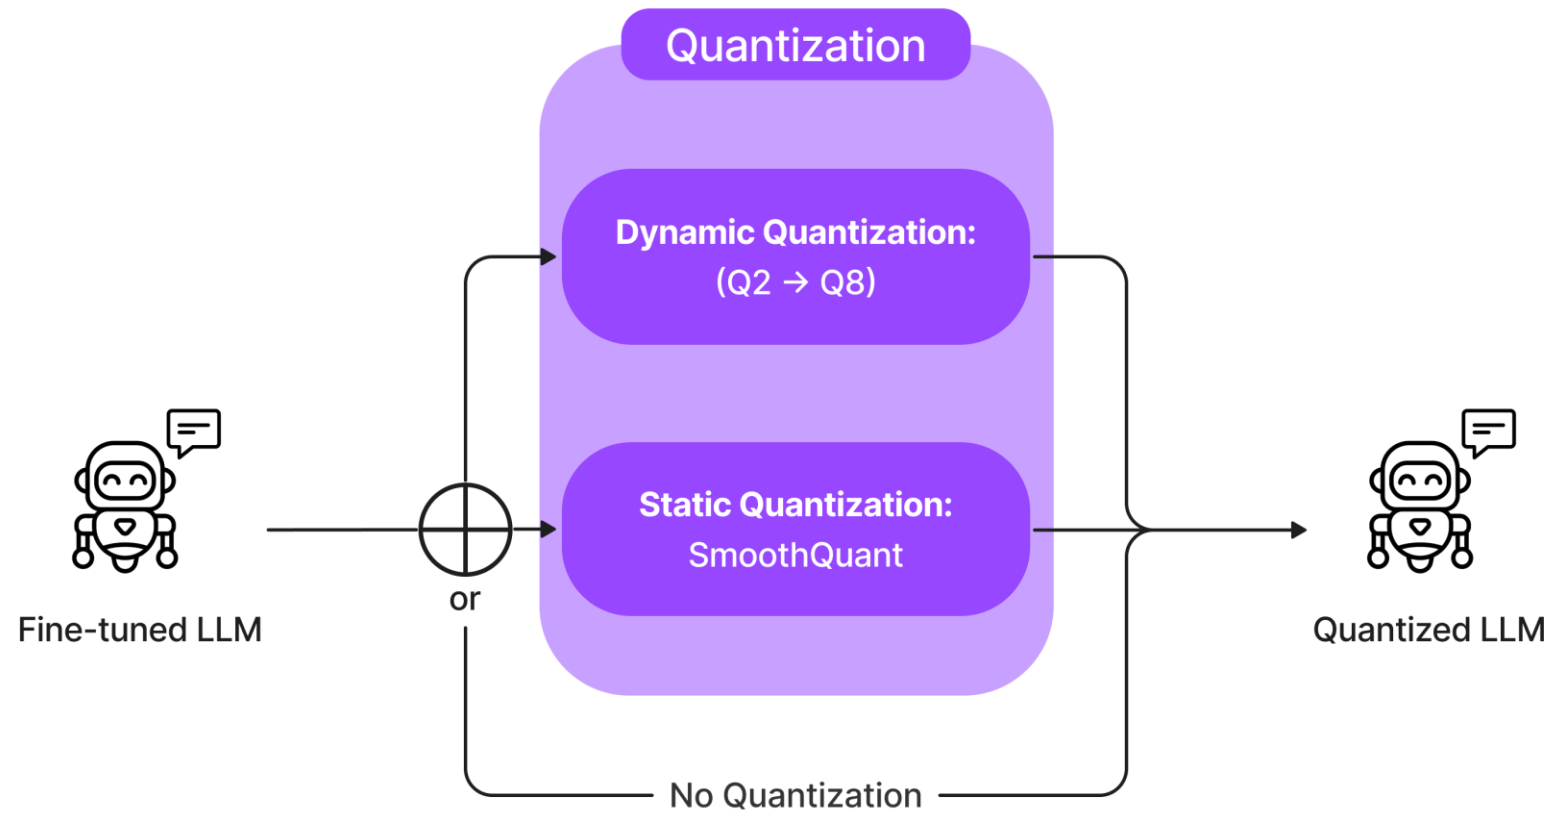 Quantization
Dynamic Quantization:
(Q2 → Q8)
Static Quantization:
SmoothQuant
or
Fine-tuned LLM
Quantized LLM
No Quantization